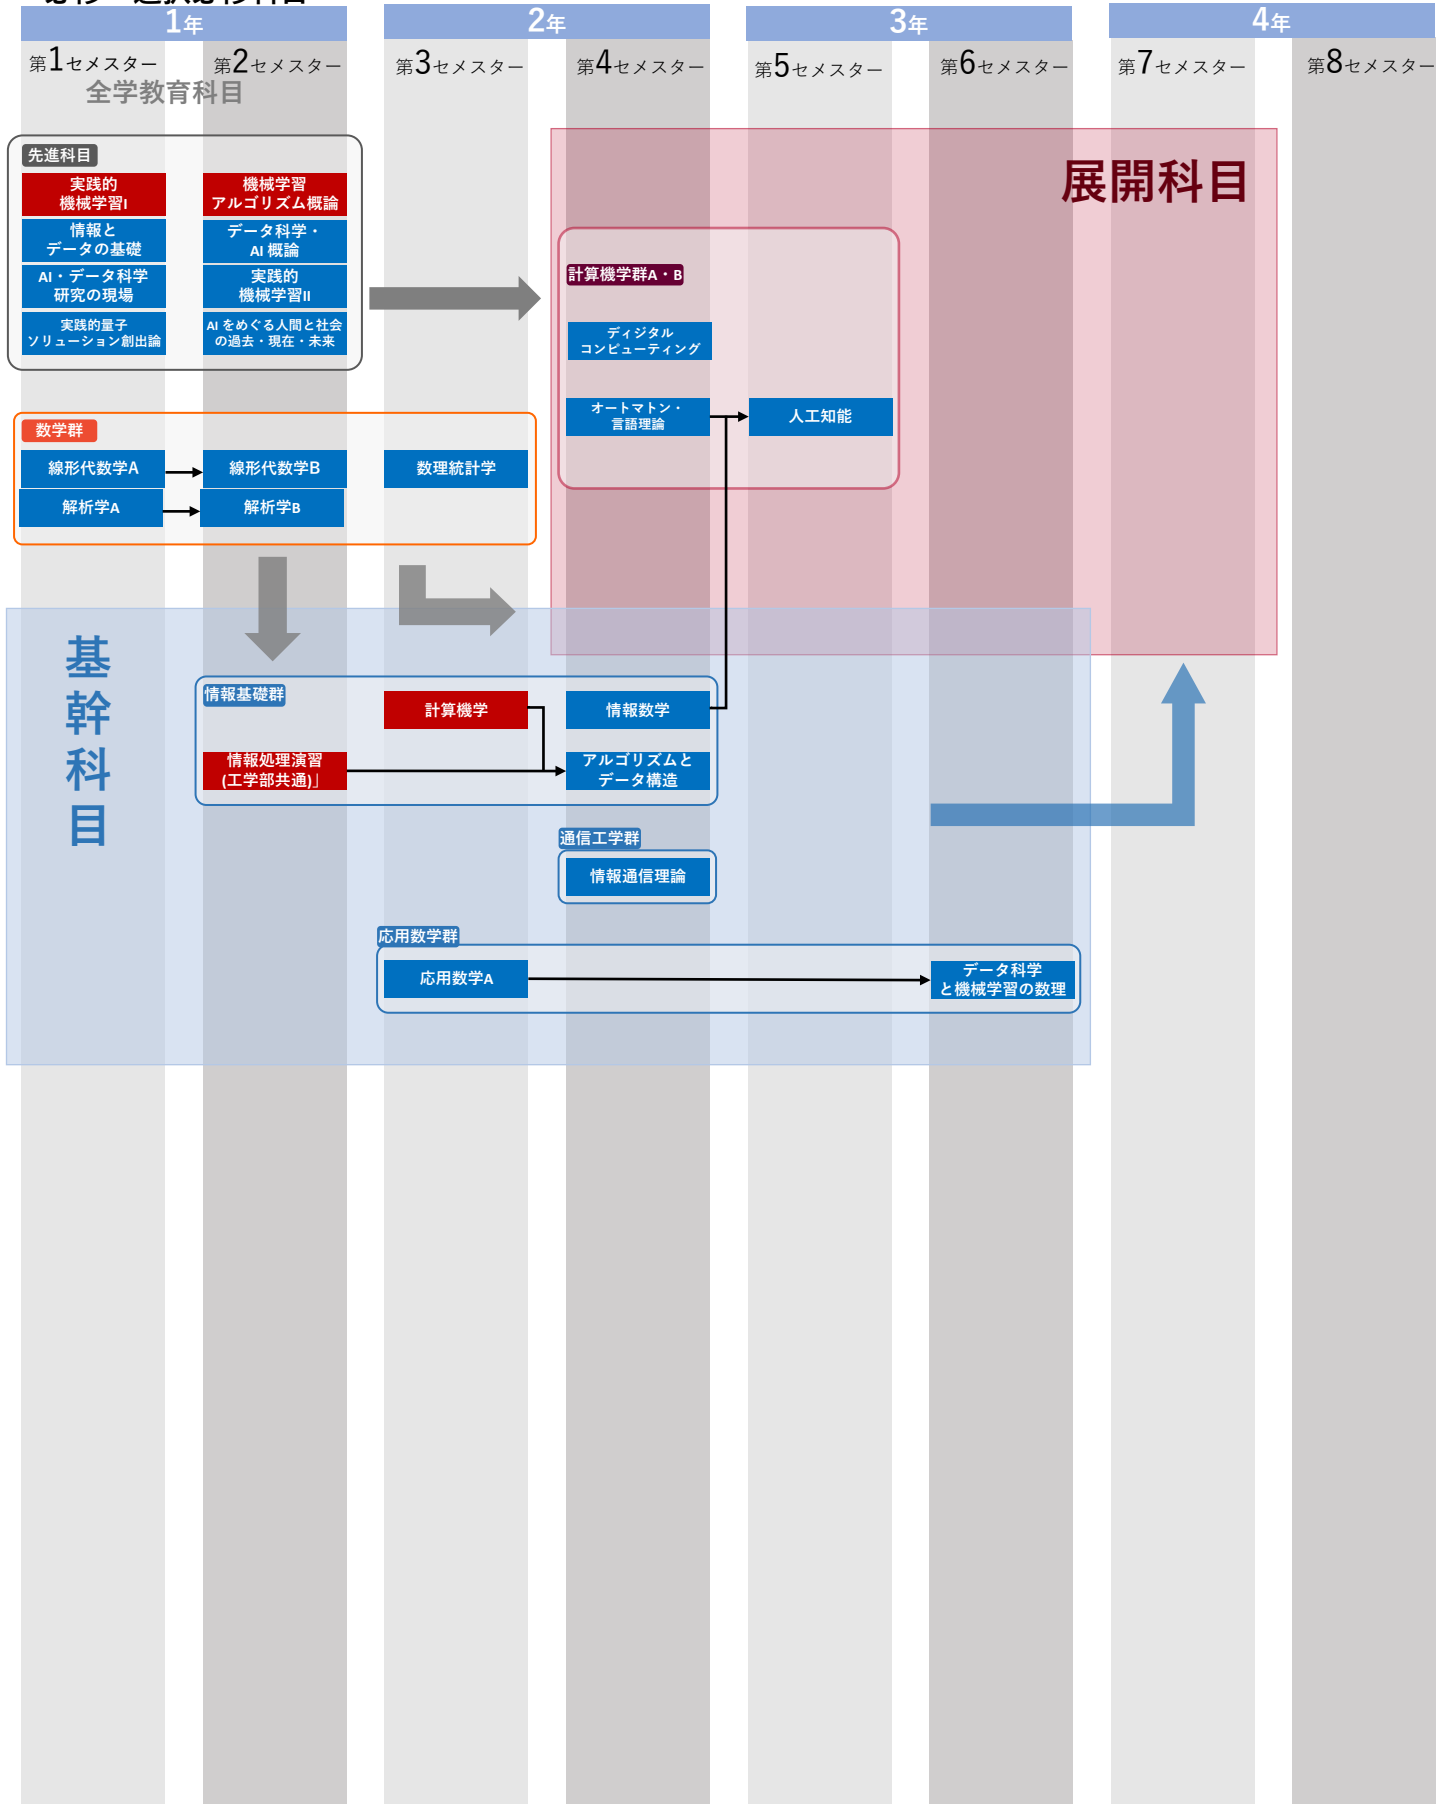 1年
2年
3年
4年
第1セメスター
第2セメスター
第3セメスター
第4セメスター
第5セメスター
第6セメスター
第7セメスター
第8セメスター
全学教育科目
先進科目
実践的
機械学習I
機械学習
アルゴリズム概論
情報と
データの基礎
データ科学・
AI 概論
AI・データ科学
研究の現場
実践的
機械学習II
実践的量子
ソリューション創出論
AI をめぐる人間と社会
の過去・現在・未来
展開科目
計算機学群A・B
ディジタル
コンピューティング
オートマトン・
言語理論
人工知能
数学群
線形代数学A
線形代数学B
数理統計学
解析学A
解析学B
基
幹
科
目
情報基礎群
計算機学
情報数学
情報処理演習
(工学部共通)」
アルゴリズムと
データ構造
通信工学群
情報通信理論
応用数学群
応用数学A
データ科学
と機械学習の数理